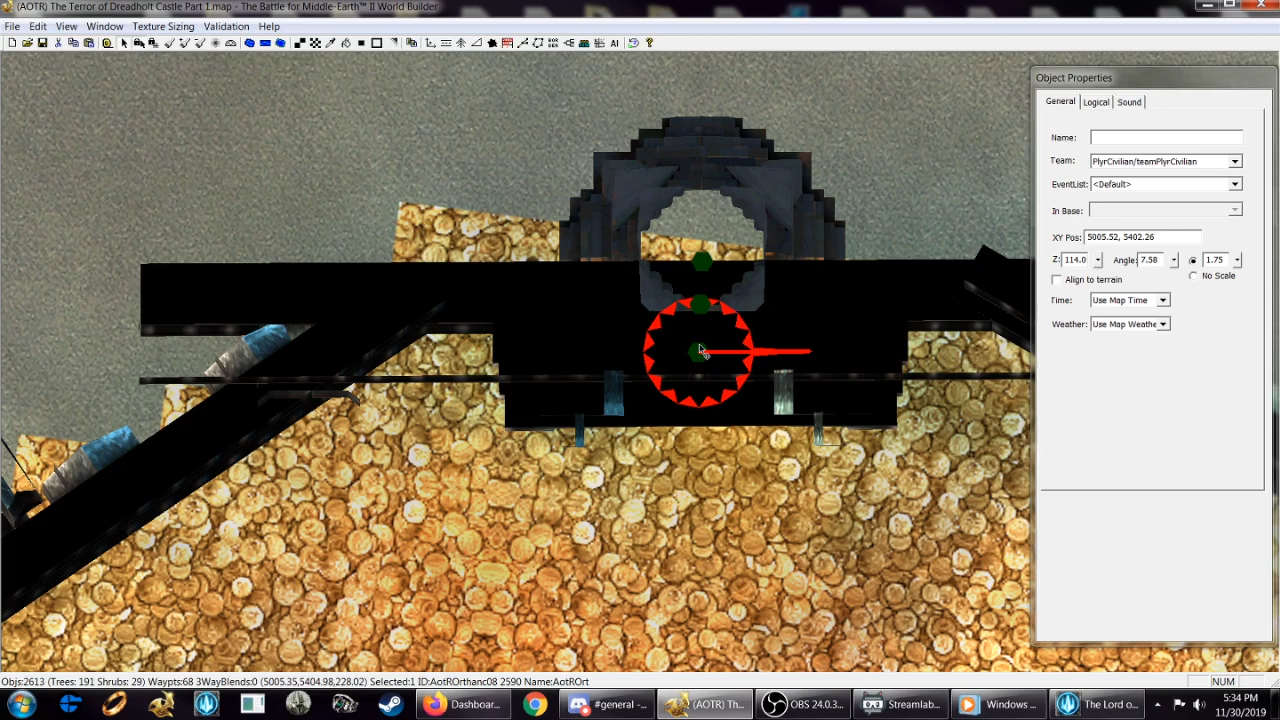 (AOTR) The Terror of Dreadholt Castle Part 1.map - The Battle for Middle-Earth™ II World Builder
File Edit View Window Texture Sizing Validation Help
AI
Object Properties
General Logical Sound
Name:
Team: PlyrCivilian/teamPlyrCivilian
EventList: <Default>
In Base:
XY Pos: 5005.52, 5402.26
Z: 114.0 Angle: 7.58 1.75
Align to terrain No Scale
Time: Use Map Time
Weather: Use Map Weathe
Objs:2613 (Trees: 191 Shrubs: 29) Waypts:68 3WayBlends:0 (5005.35,5404.98,228.02) Selected:1 ID:AotROrthanc08 2590 Name:AotROrt
NUM
Dashboar...
#general -...
(AOTR) Th...
OBS 24.0.3...
Streamlab...
Windows ...
The Lord o...
5:34 PM
11/30/2019